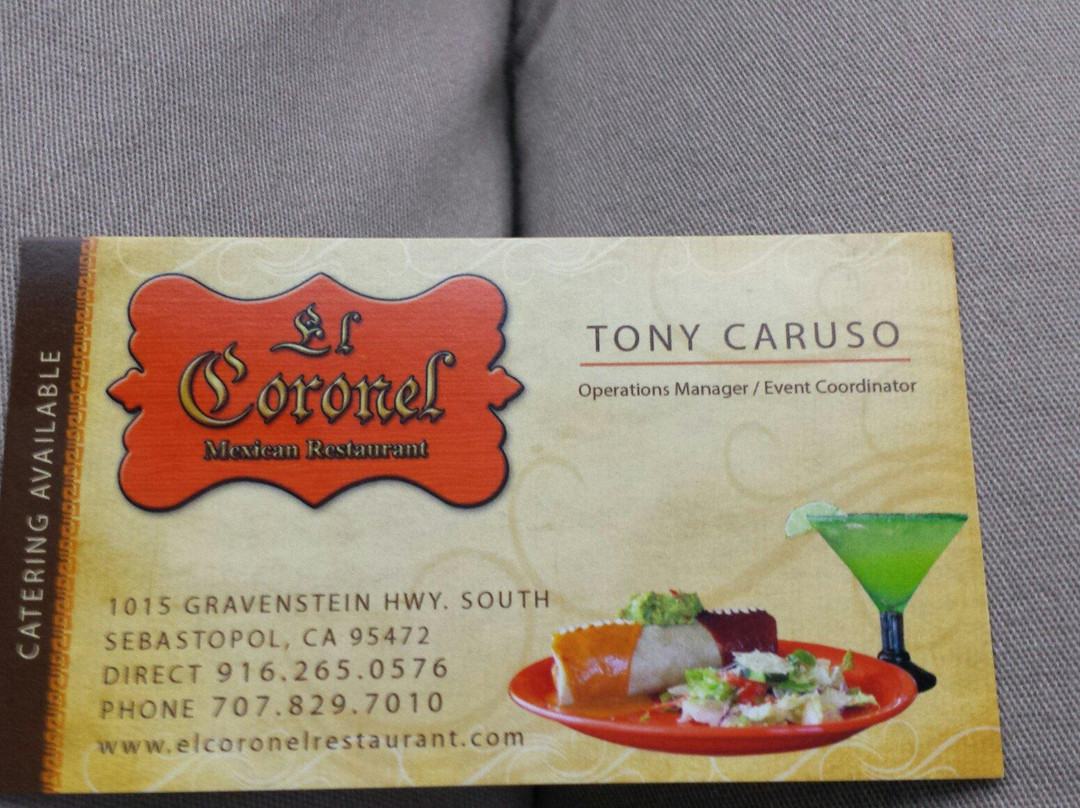 CATERING AVAILABLE
El
Coronel
Mexican Restaurant
TONY CARUSO
Operations Manager / Event Coordinator
1015 GRAVENSTEIN HWY. SOUTH
SEBASTOPOL, CA 95472
DIRECT 916.265.0576
PHONE 707.829.7010
www.elcoronelrestaurant.com